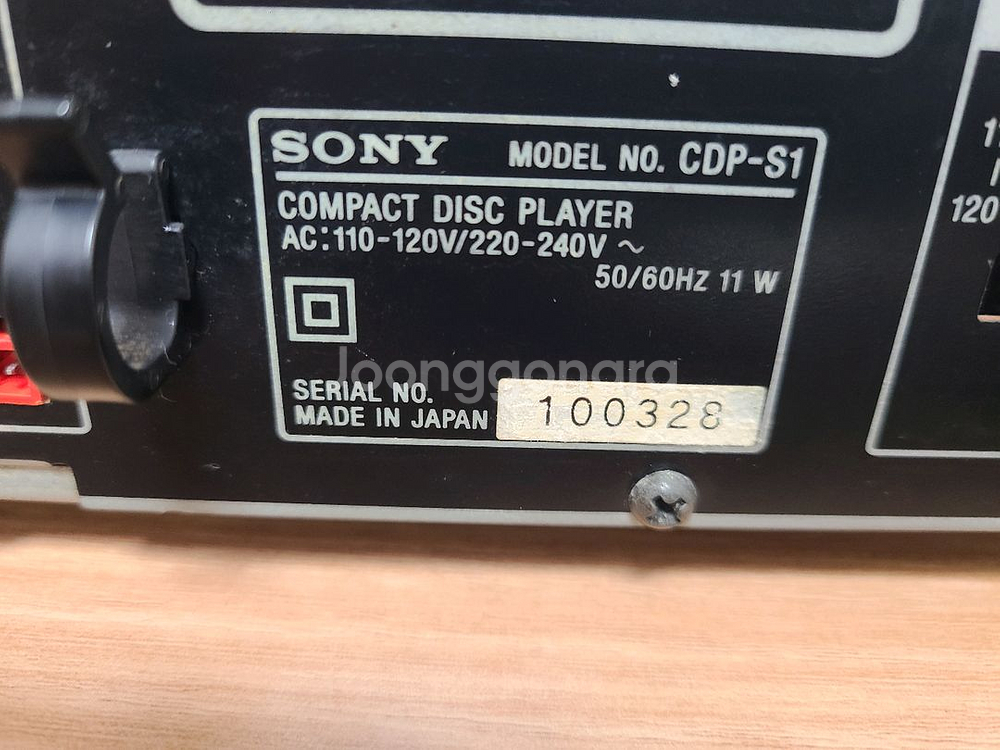 SONY MODEL NO. CDP-S1
COMPACT DISC PLAYER
AC:110-120V/220-240V ~
50/60HZ 11 W
Joonggonara
SERIAL NO.
MADE IN JAPAN 100328
120